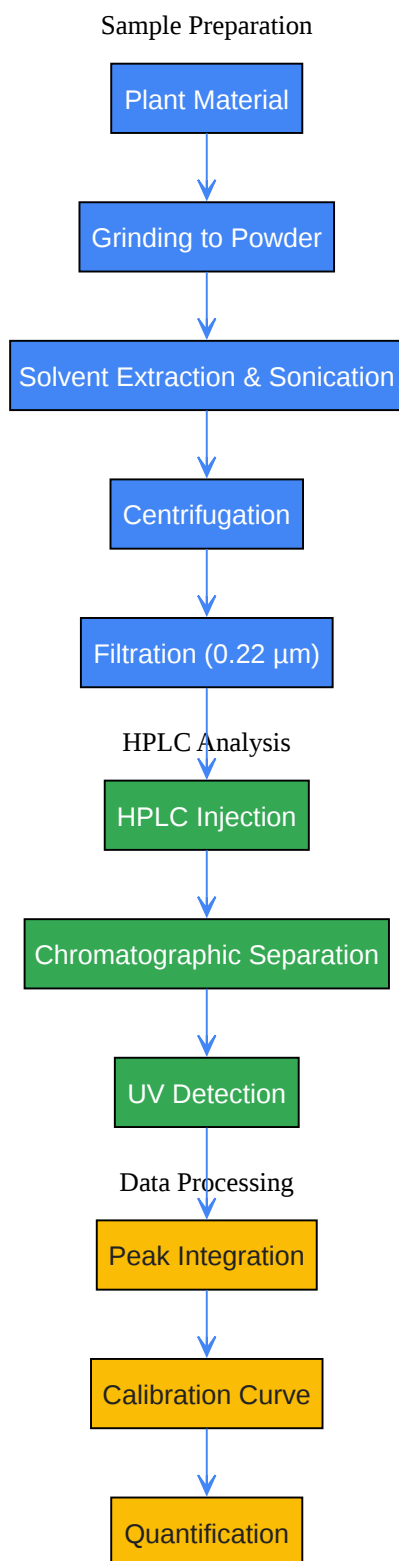 Sample Preparation
Plant Material
Grinding to Powder
Solvent Extraction & Sonication
Centrifugation
Filtration (0.22 µm)
HPLC Analysis
HPLC Injection
Chromatographic Separation
UV Detection
Data Processing
Peak Integration
Calibration Curve
Quantification